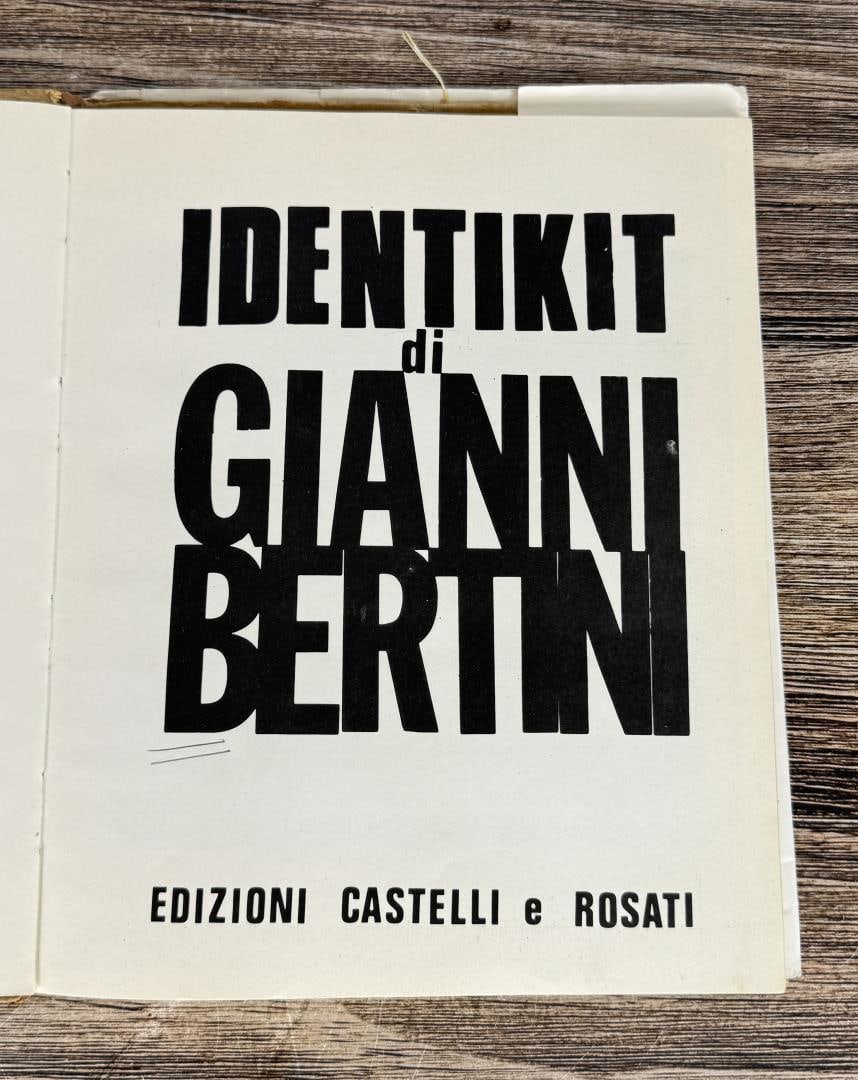 IDENTIKIT
di
GIANNI
BERTINI
EDIZIONI CASTELLI e ROSATI